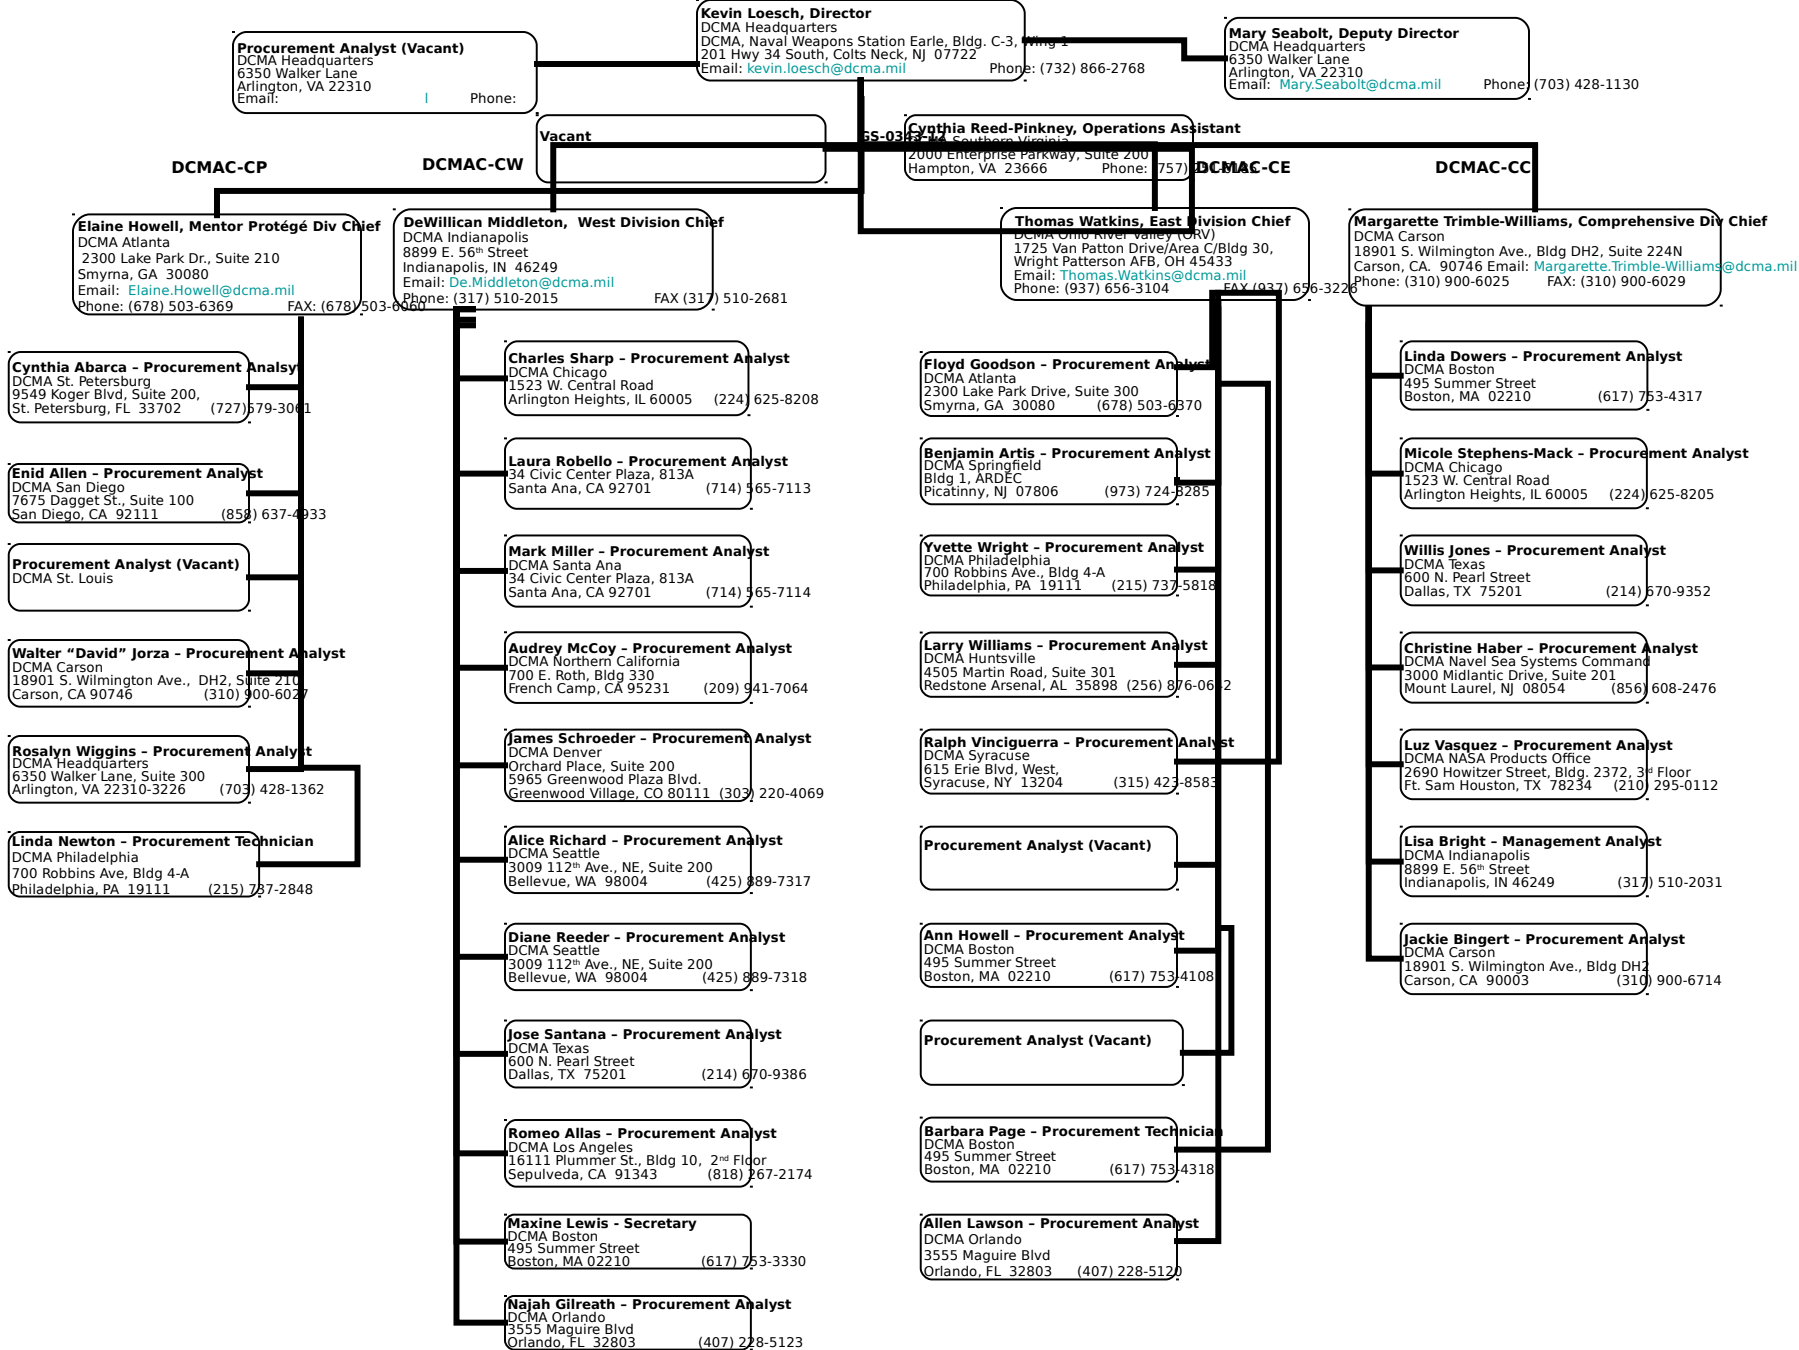 Kevin Loesch, Director
DCMA Headquarters
DCMA, Naval Weapons Station Earle, Bldg. C-3, Wing 1
201 Hwy 34 South, Colts Neck, NJ 07722
Email: kevin.loesch@dcma.mil Phone: (732) 866-2768
Procurement Analyst (Vacant)
DCMA Headquarters
6350 Walker Lane
Arlington, VA 22310
Email: l Phone:
Mary Seabolt, Deputy Director
DCMA Headquarters
6350 Walker Lane
Arlington, VA 22310
Email: Mary.Seabolt@dcma.mil Phone: (703) 428-1130
Vacant
GS-0343-12
Cynthia Reed-Pinkney, Operations Assistant
DCMA Southern Virginia
2000 Enterprise Parkway, Suite 200
Hampton, VA 23666 Phone: (757)
DCMAC-CP
DCMAC-CW
DCMAC-CE
DCMAC-CC
Elaine Howell, Mentor Protégé Div Chief
DCMA Atlanta
2300 Lake Park Dr., Suite 210
Smyrna, GA 30080
Email: Elaine.Howell@dcma.mil
Phone: (678) 503-6369 FAX: (678) 503-6060
DeWillican Middleton, West Division Chief
DCMA Indianapolis
8899 E. 56th Street
Indianapolis, IN 46249
Email: De.Middleton@dcma.mil
Phone: (317) 510-2015 FAX (317) 510-2681
Thomas Watkins, East Division Chief
DCMA Ohio River Valley (ORV)
1725 Van Patton Drive/Area C/Bldg 30,
Wright Patterson AFB, OH 45433
Email: Thomas.Watkins@dcma.mil
Phone: (937) 656-3104 FAX (937) 656-3226
Margarette Trimble-Williams, Comprehensive Div Chief
DCMA Carson
18901 S. Wilmington Ave., Bldg DH2, Suite 224N
Carson, CA. 90746 Email: Margarette.Trimble-Williams@dcma.mil
Phone: (310) 900-6025 FAX: (310) 900-6029
Cynthia Abarca – Procurement Analsyt
DCMA St. Petersburg
9549 Koger Blvd, Suite 200,
St. Petersburg, FL 33702 (727)579-3061
Enid Allen – Procurement Analyst
DCMA San Diego
7675 Dagget St., Suite 100
San Diego, CA 92111 (858) 637-4933
Procurement Analyst (Vacant)
DCMA St. Louis
Walter “David” Jorza – Procurement Analyst
DCMA Carson
18901 S. Wilmington Ave., DH2, Suite 210
Carson, CA 90746 (310) 900-6027
Rosalyn Wiggins – Procurement Analyst
DCMA Headquarters
6350 Walker Lane, Suite 300
Arlington, VA 22310-3226 (703) 428-1362
Linda Newton – Procurement Technician
DCMA Philadelphia
700 Robbins Ave, Bldg 4-A
Philadelphia, PA 19111 (215) 737-2848
Charles Sharp – Procurement Analyst
DCMA Chicago
1523 W. Central Road
Arlington Heights, IL 60005 (224) 625-8208
Laura Robello – Procurement Analyst
34 Civic Center Plaza, 813A
Santa Ana, CA 92701 (714) 565-7113
Mark Miller – Procurement Analyst
DCMA Santa Ana
34 Civic Center Plaza, 813A
Santa Ana, CA 92701 (714) 565-7114
Audrey McCoy – Procurement Analyst
DCMA Northern California
700 E. Roth, Bldg 330
French Camp, CA 95231 (209) 941-7064
James Schroeder – Procurement Analyst
DCMA Denver
Orchard Place, Suite 200
5965 Greenwood Plaza Blvd.
Greenwood Village, CO 80111 (303) 220-4069
Alice Richard – Procurement Analyst
DCMA Seattle
3009 112th Ave., NE, Suite 200
Bellevue, WA 98004 (425) 889-7317
Diane Reeder – Procurement Analyst
DCMA Seattle
3009 112th Ave., NE, Suite 200
Bellevue, WA 98004 (425) 889-7318
Jose Santana – Procurement Analyst
DCMA Texas
600 N. Pearl Street
Dallas, TX 75201 (214) 670-9386
Romeo Allas – Procurement Analyst
DCMA Los Angeles
16111 Plummer St., Bldg 10, 2nd Floor
Sepulveda, CA 91343 (818) 267-2174
Maxine Lewis - Secretary
DCMA Boston
495 Summer Street
Boston, MA 02210 (617) 753-3330
Najah Gilreath – Procurement Analyst
DCMA Orlando
3555 Maguire Blvd
Orlando, FL 32803 (407) 228-5123
Floyd Goodson – Procurement Analyst
DCMA Atlanta
2300 Lake Park Drive, Suite 300
Smyrna, GA 30080 (678) 503-6370
Benjamin Artis – Procurement Analyst
DCMA Springfield
Bldg 1, ARDEC
Picatinny, NJ 07806 (973) 724-8285
Yvette Wright – Procurement Analyst
DCMA Philadelphia
700 Robbins Ave., Bldg 4-A
Philadelphia, PA 19111 (215) 737-5818
Larry Williams – Procurement Analyst
DCMA Huntsville
4505 Martin Road, Suite 301
Redstone Arsenal, AL 35898 (256)
Ralph Vinciguerra – Procurement Analyst
DCMA Syracuse
615 Erie Blvd, West,
Syracuse, NY 13204 (315) 423-8583
Procurement Analyst (Vacant)
Ann Howell – Procurement Analyst
DCMA Boston
495 Summer Street
Boston, MA 02210 (617) 753-4108
Procurement Analyst (Vacant)
Barbara Page – Procurement Technician
DCMA Boston
495 Summer Street
Boston, MA 02210 (617) 753-4318
Allen Lawson – Procurement Analyst
DCMA Orlando
3555 Maguire Blvd
Orlando, FL 32803 (407) 228-5120
Linda Dowers – Procurement Analyst
DCMA Boston
495 Summer Street
Boston, MA 02210 (617) 753-4317
Micole Stephens-Mack – Procurement Analyst
DCMA Chicago
1523 W. Central Road
Arlington Heights, IL 60005 (224) 625-8205
Willis Jones – Procurement Analyst
DCMA Texas
600 N. Pearl Street
Dallas, TX 75201 (214) 670-9352
Christine Haber – Procurement Analyst
DCMA Navel Sea Systems Command
3000 Midlantic Drive, Suite 201
Mount Laurel, NJ 08054 (856) 608-2476
Luz Vasquez – Procurement Analyst
DCMA NASA Products Office
2690 Howitzer Street, Bldg. 2372, 3rd Floor
Ft. Sam Houston, TX 78234 (210) 295-0112
Lisa Bright – Management Analyst
DCMA Indianapolis
8899 E. 56th Street
Indianapolis, IN 46249 (317) 510-2031
Jackie Bingert – Procurement Analyst
DCMA Carson
18901 S. Wilmington Ave., Bldg DH2
Carson, CA 90003 (310) 900-6714